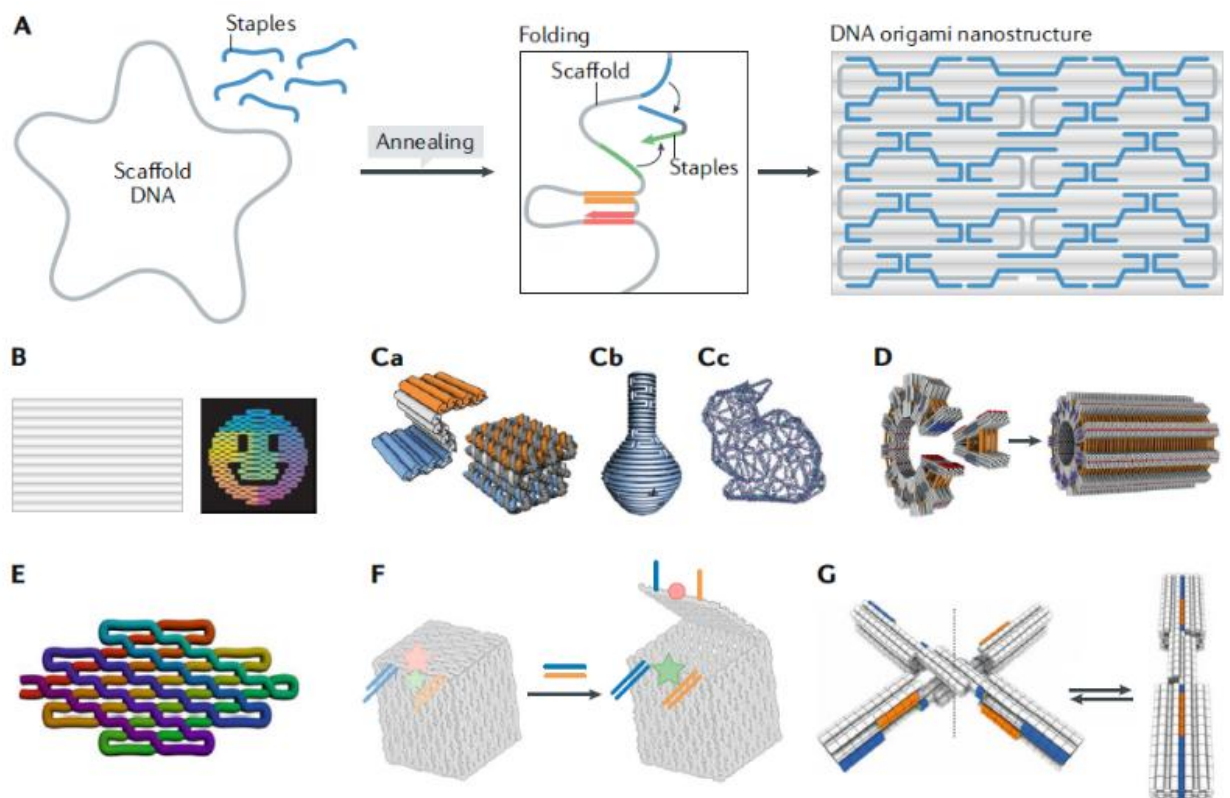 A
Staples
Scaffold
DNA
Annealing
Folding
Scaffold
Staples
DNA origami nanostructure
B
Ca
Cb
Cc
D
E
F
G